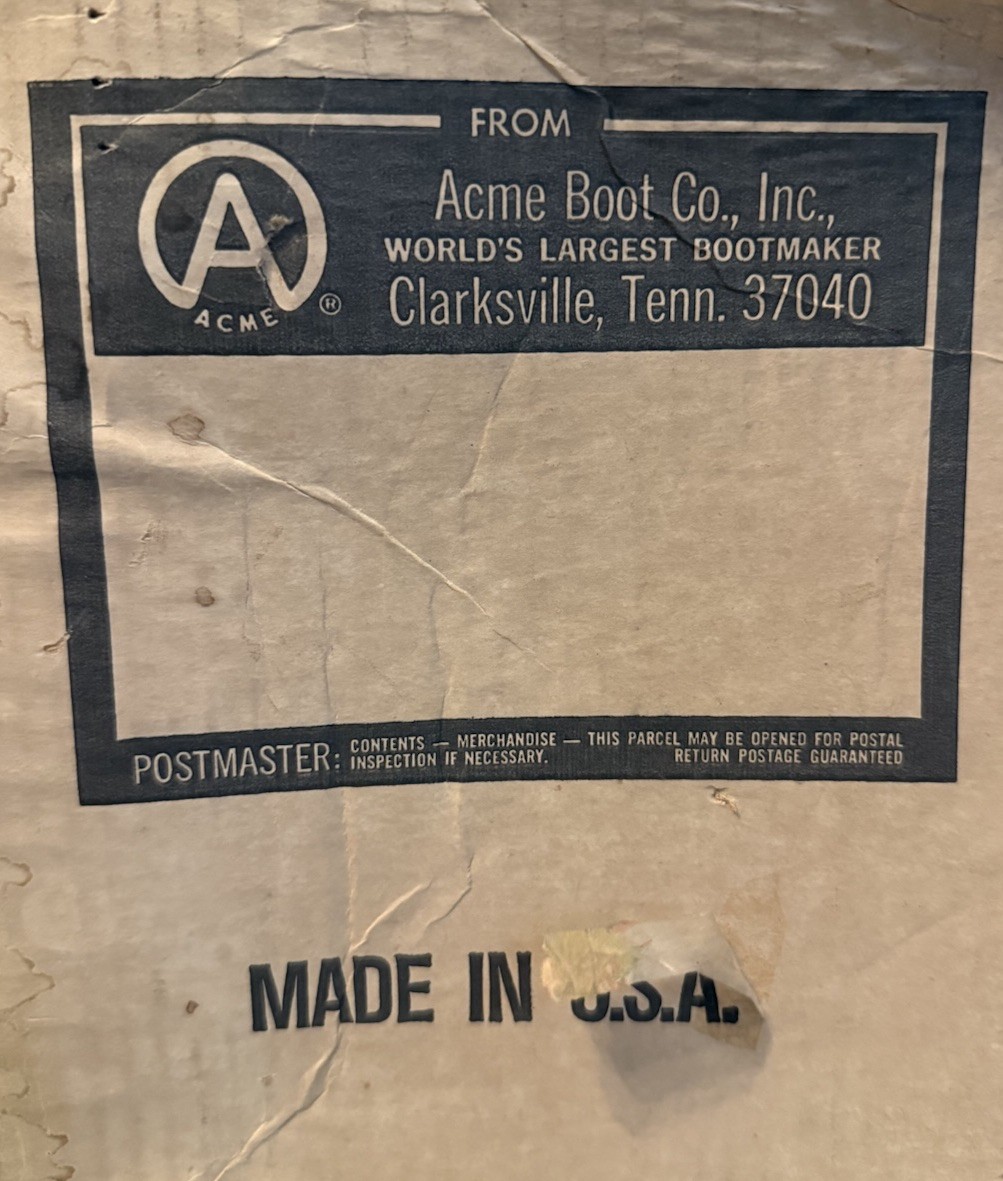 FROM
A
ACME ®
Acme Boot Co., Inc.,
WORLD'S LARGEST BOOTMAKER
Clarksville, Tenn. 37040
POSTMASTER: CONTENTS — MERCHANDISE — THIS PARCEL MAY BE OPENED FOR POSTAL
INSPECTION IF NECESSARY. RETURN POSTAGE GUARANTEED
MADE IN U.S.A.